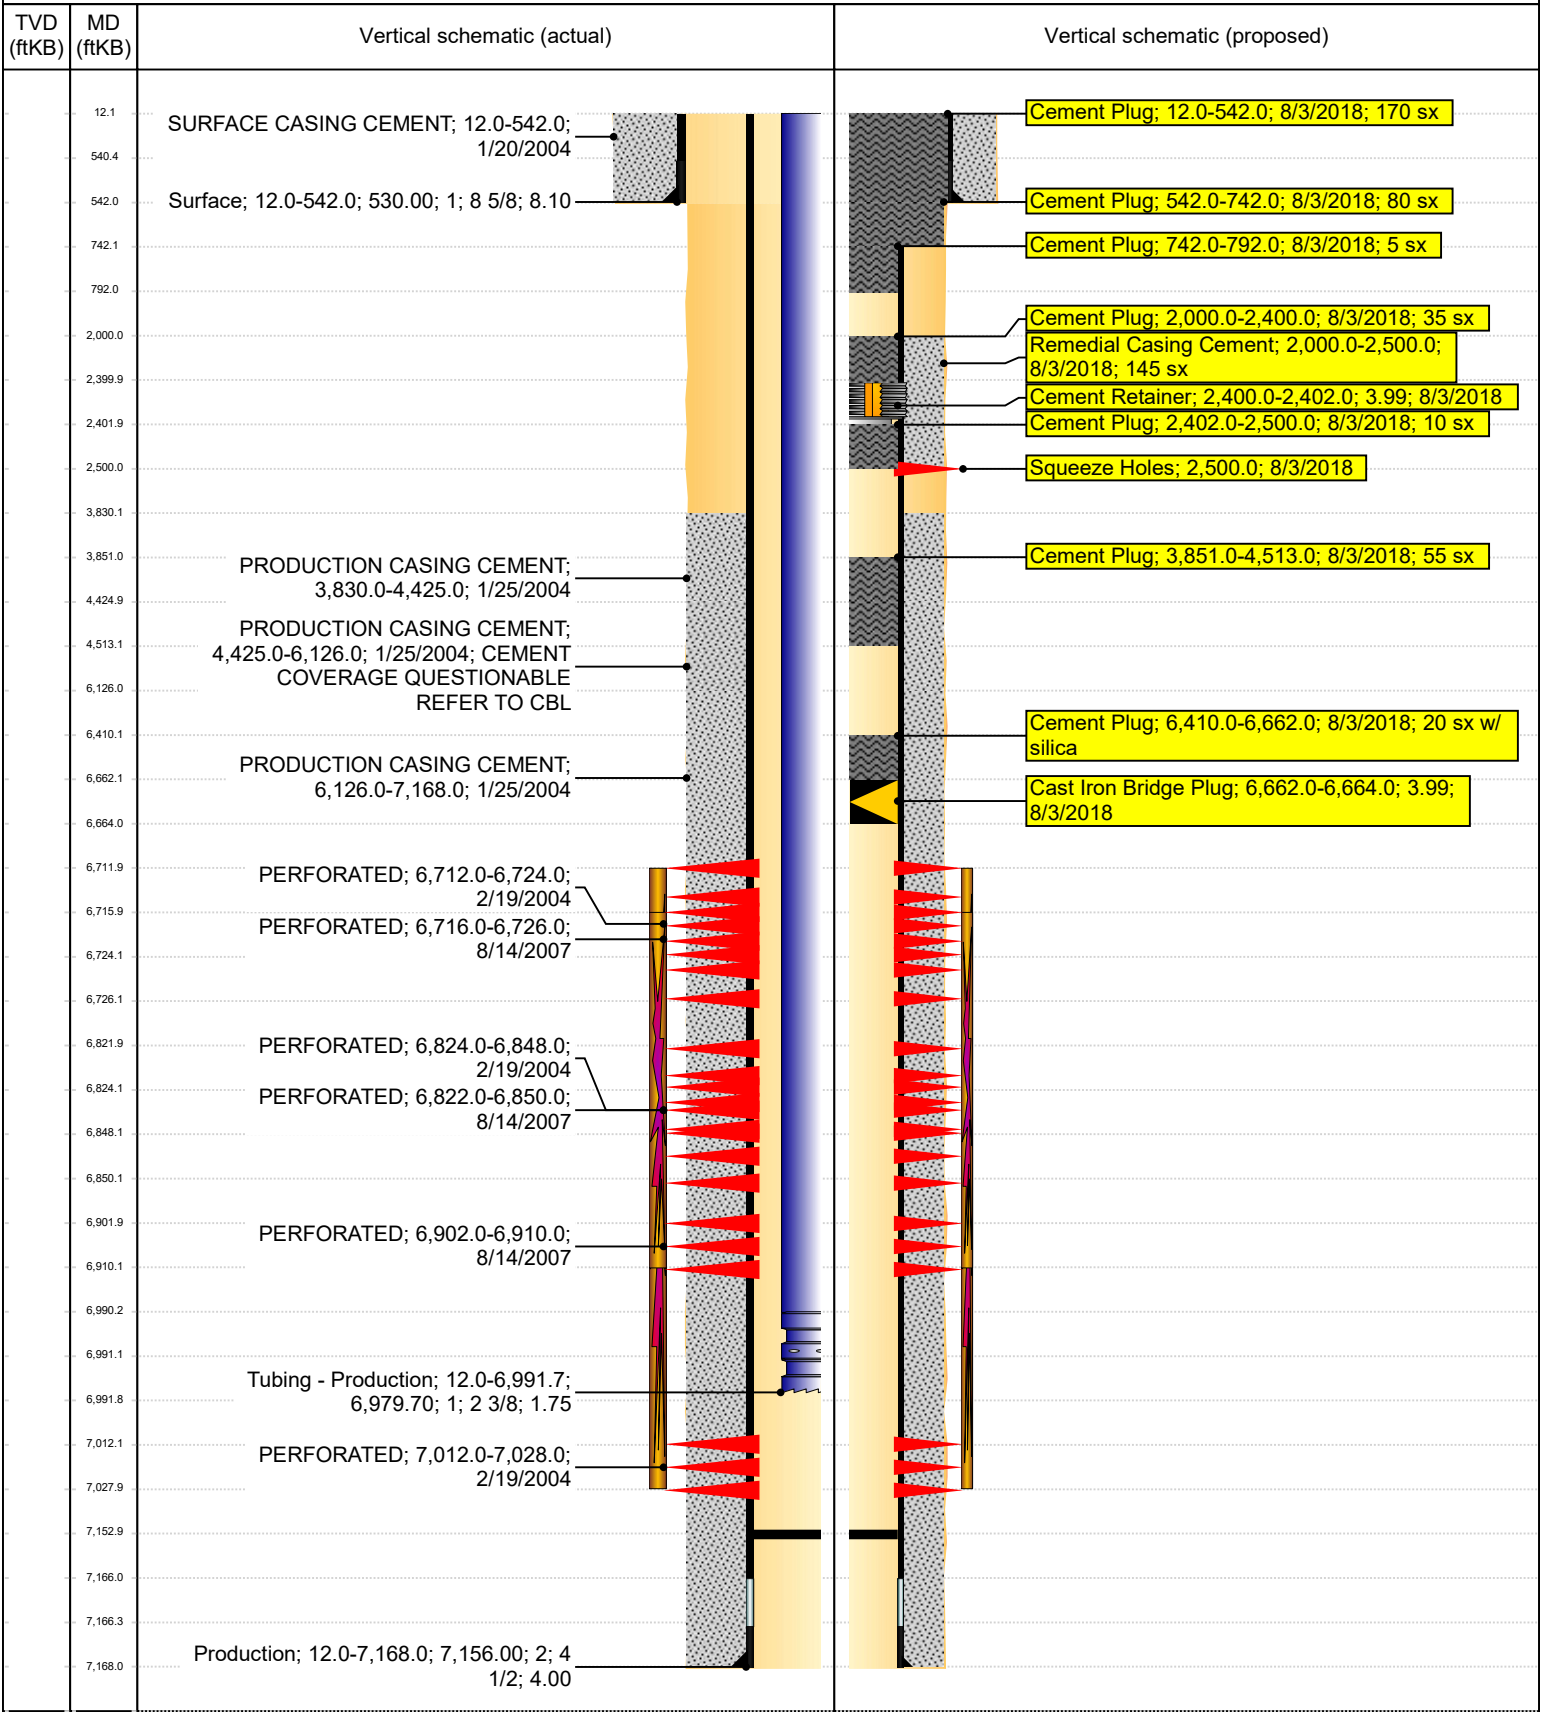 TVD
(ftKB)
MD
(ftKB)
Vertical schematic (actual)
Vertical schematic (proposed)
12.1
540.4
542.0
742.1
792.0
2,000.0
2,399.9
2,401.9
2,500.0
3,830.1
3,851.0
4,424.9
4,513.1
6,126.0
6,410.1
6,662.1
6,664.0
6,711.9
6,715.9
6,724.1
6,726.1
6,821.9
6,824.1
6,848.1
6,850.1
6,901.9
6,910.1
6,990.2
6,991.1
6,991.8
7,012.1
7,027.9
7,152.9
7,166.0
7,166.3
7,168.0
SURFACE CASING CEMENT; 12.0-542.0;
1/20/2004
Surface; 12.0-542.0; 530.00; 1; 8 5/8; 8.10
PRODUCTION CASING CEMENT;
3,830.0-4,425.0; 1/25/2004
PRODUCTION CASING CEMENT;
4,425.0-6,126.0; 1/25/2004; CEMENT
COVERAGE QUESTIONABLE
REFER TO CBL
PRODUCTION CASING CEMENT;
6,126.0-7,168.0; 1/25/2004
PERFORATED; 6,712.0-6,724.0;
2/19/2004
PERFORATED; 6,716.0-6,726.0;
8/14/2007
PERFORATED; 6,824.0-6,848.0;
2/19/2004
PERFORATED; 6,822.0-6,850.0;
8/14/2007
PERFORATED; 6,902.0-6,910.0;
8/14/2007
Tubing - Production; 12.0-6,991.7;
6,979.70; 1; 2 3/8; 1.75
PERFORATED; 7,012.0-7,028.0;
2/19/2004
Production; 12.0-7,168.0; 7,156.00; 2; 4
1/2; 4.00
Cement Plug; 12.0-542.0; 8/3/2018; 170 sx
Cement Plug; 542.0-742.0; 8/3/2018; 80 sx
Cement Plug; 742.0-792.0; 8/3/2018; 5 sx
Cement Plug; 2,000.0-2,400.0; 8/3/2018; 35 sx
Remedial Casing Cement; 2,000.0-2,500.0;
8/3/2018; 145 sx
Cement Retainer; 2,400.0-2,402.0; 3.99; 8/3/2018
Cement Plug; 2,402.0-2,500.0; 8/3/2018; 10 sx
Squeeze Holes; 2,500.0; 8/3/2018
Cement Plug; 3,851.0-4,513.0; 8/3/2018; 55 sx
Cement Plug; 6,410.0-6,662.0; 8/3/2018; 20 sx w/
silica
Cast Iron Bridge Plug; 6,662.0-6,664.0; 3.99;
8/3/2018